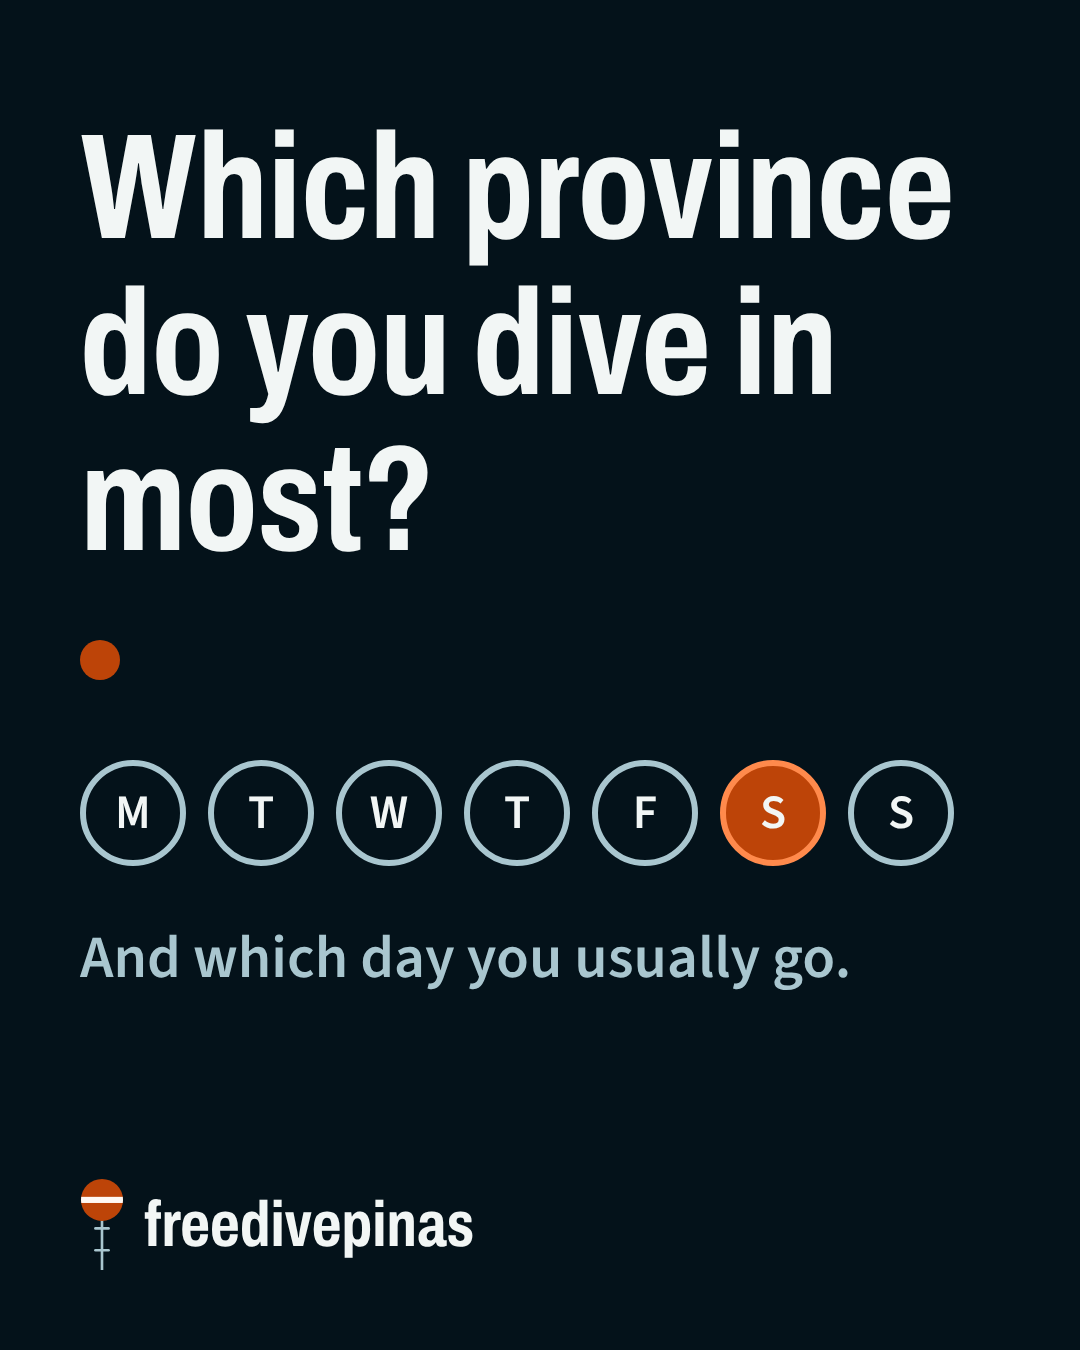 Which province
do you dive in
most?
M T W T F S S
And which day you usually go.
freedivepinas